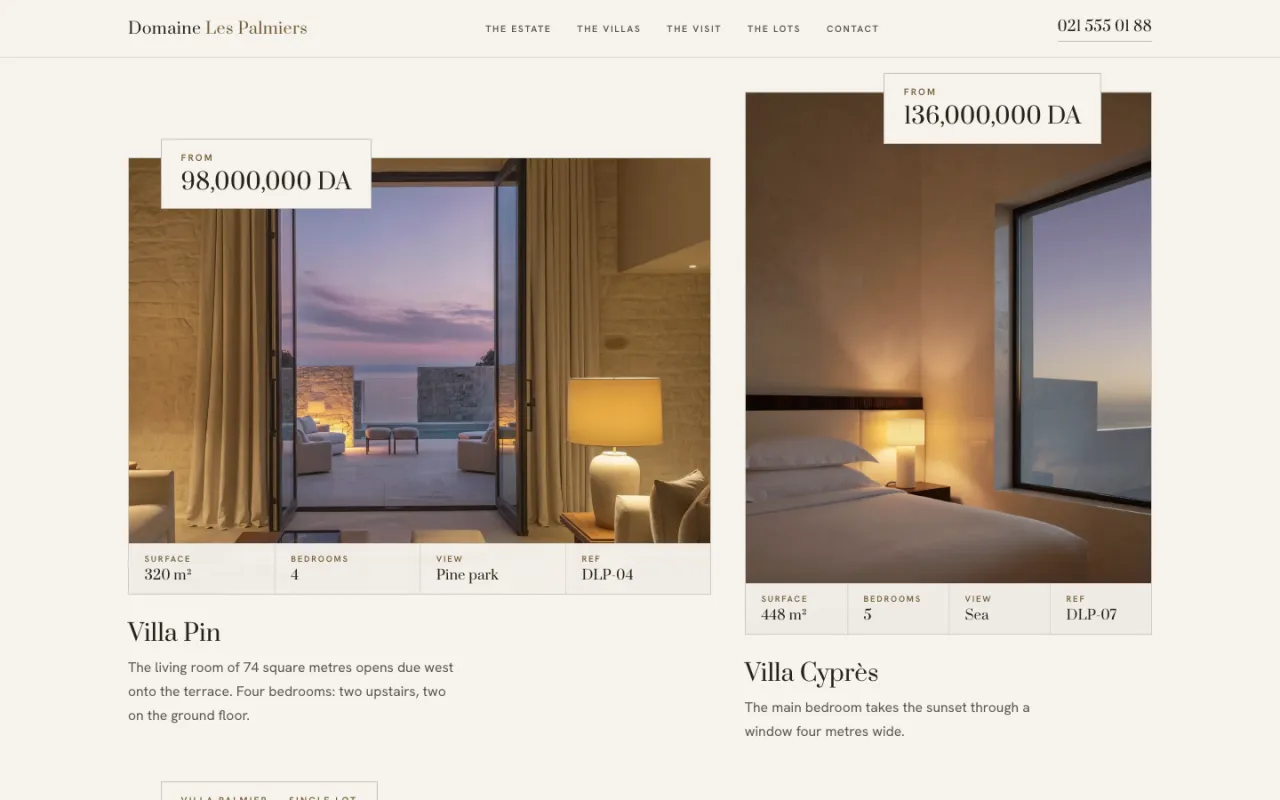 Domaine Les Palmiers
THE ESTATE
THE VILLAS
THE VISIT
THE LOTS
CONTACT
021 555 01 88
FROM
98,000,000 DA
SURFACE
320 m²
BEDROOMS
4
VIEW
Pine park
REF
DLP-04
Villa Pin
The living room of 74 square metres opens due west
onto the terrace. Four bedrooms: two upstairs, two
on the ground floor.
FROM
136,000,000 DA
SURFACE
448 m²
BEDROOMS
5
VIEW
Sea
REF
DLP-07
Villa Cyprès
The main bedroom takes the sunset through a
window four metres wide.
VILLA PALMIER
SINGLE LOT